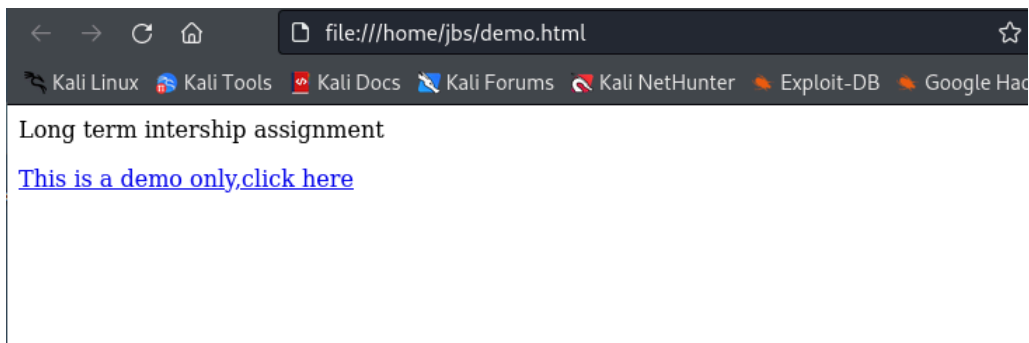 file:///home/jbs/demo.html
Kali Linux Kali Tools Kali Docs Kali Forums Kali NetHunter Exploit-DB Google Hac
Long term intership assignment
This is a demo only,click here